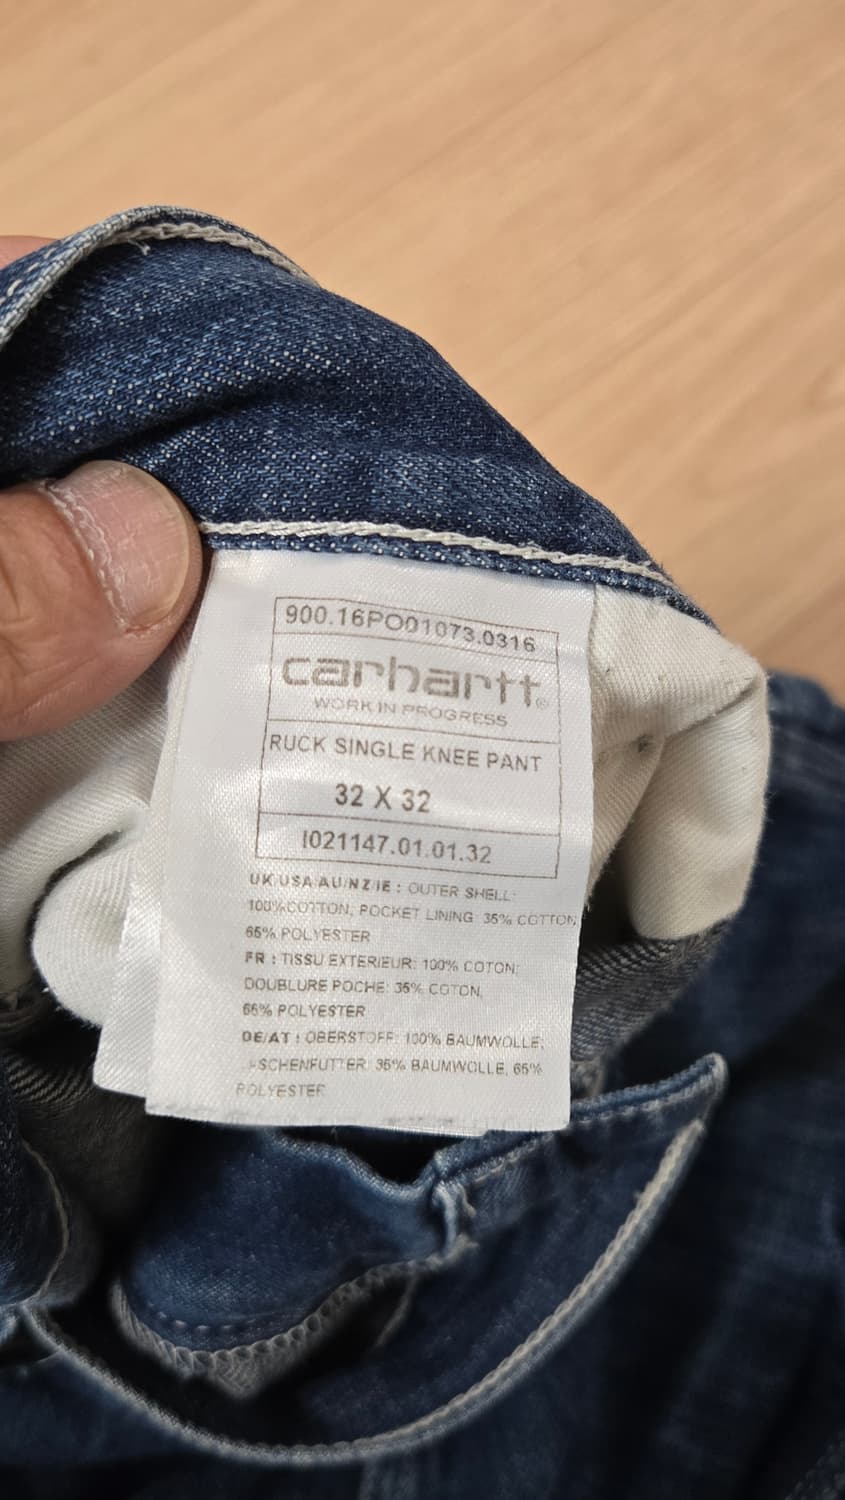 900.16PO01073.0316
carhartt®
WORK IN PROGRESS
RUCK SINGLE KNEE PANT
32 X 32
I021147.01.01.32
UK/USA/AU/NZ/IE : OUTER SHELL:
100%COTTON; POCKET LINING: 35% COTTON,
65% POLYESTER
FR : TISSU EXTERIEUR: 100% COTON;
DOUBLURE POCHE: 35% COTON,
65% POLYESTER
DE/AT : OBERSTOFF: 100% BAUMWOLLE;
35% BAUMWOLLE, 65%
POLYESTER